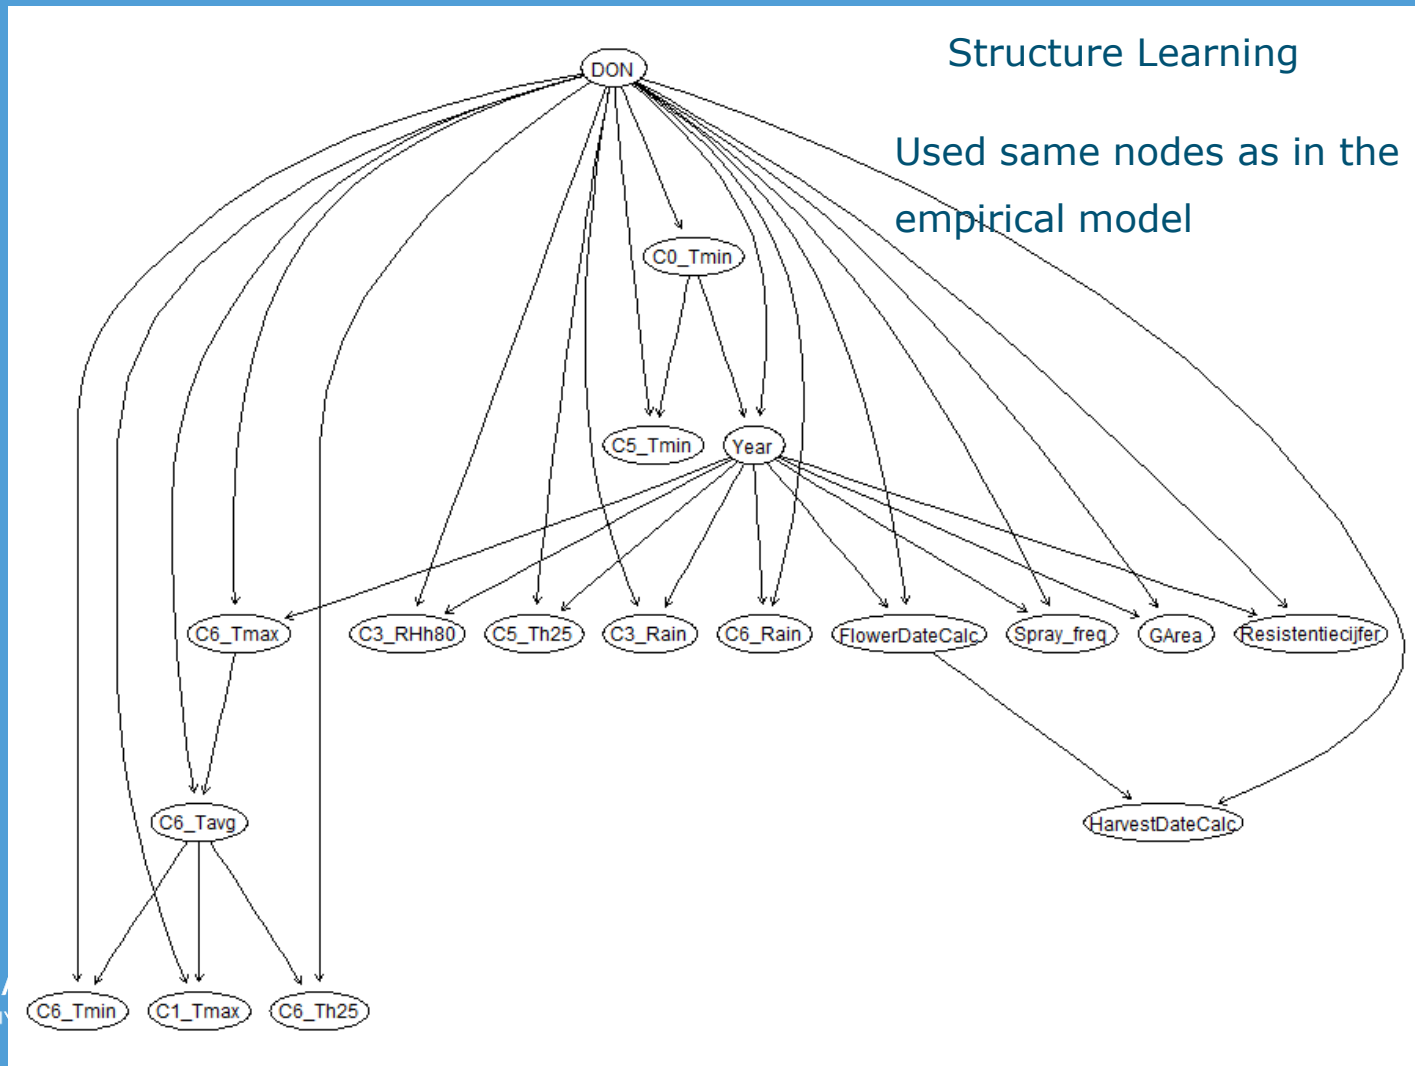 Structure Learning
Used same nodes as in the
empirical model
DON
C0_Tmin
C5_Tmin
Year
C6_Tmax
C3_RHh80
C5_Th25
C3_Rain
C6_Rain
FlowerDateCalc
Spray_freq
GArea
Resistentiecijfer
C6_Tavg
HarvestDateCalc
C6_Tmin
C1_Tmax
C6_Th25